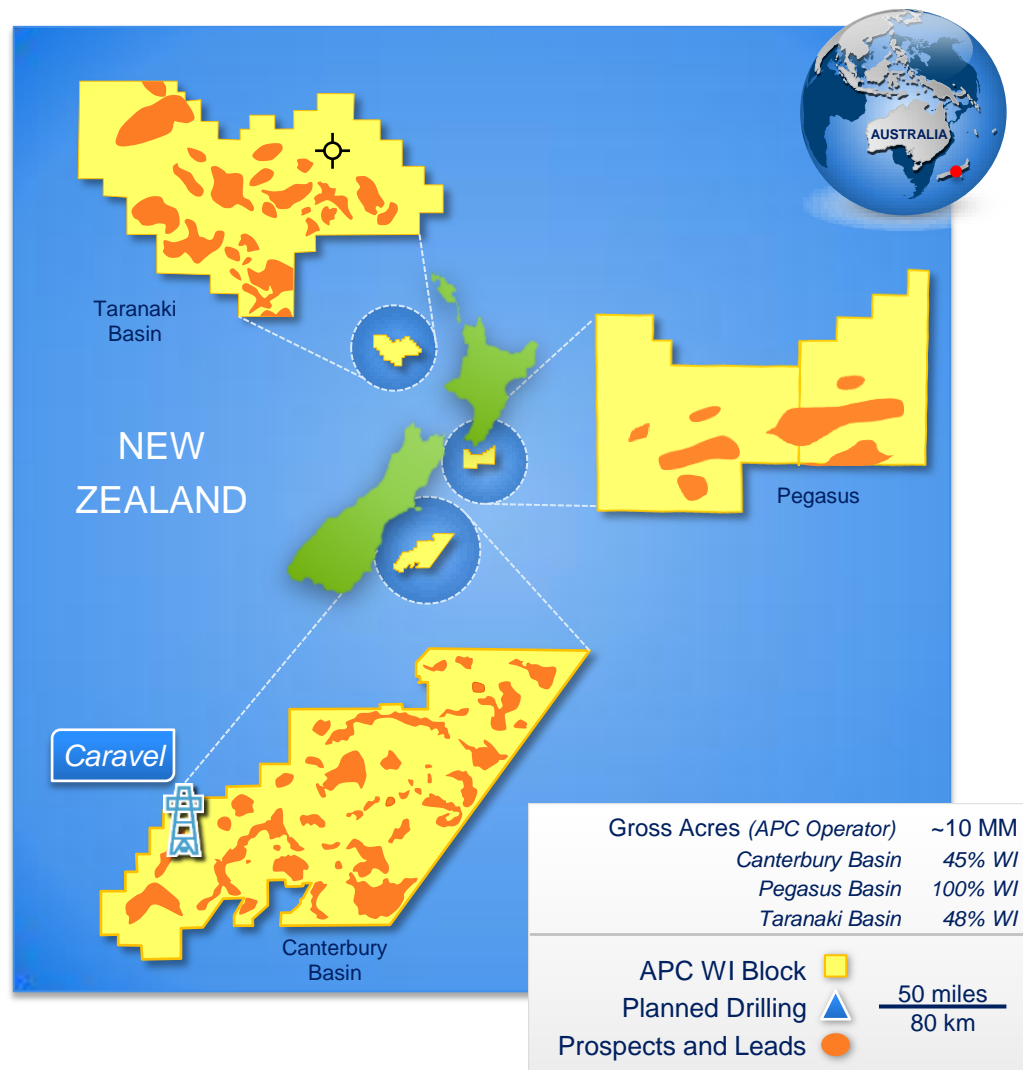 AUSTRALIA
Taranaki
Basin
NEW
ZEALAND
Pegasus
Caravel
Canterbury
Basin
Gross Acres (APC Operator) ~10 MM
Canterbury Basin 45% WI
Pegasus Basin 100% WI
Taranaki Basin 48% WI
APC WI Block
Planned Drilling
Prospects and Leads
50 miles
80 km